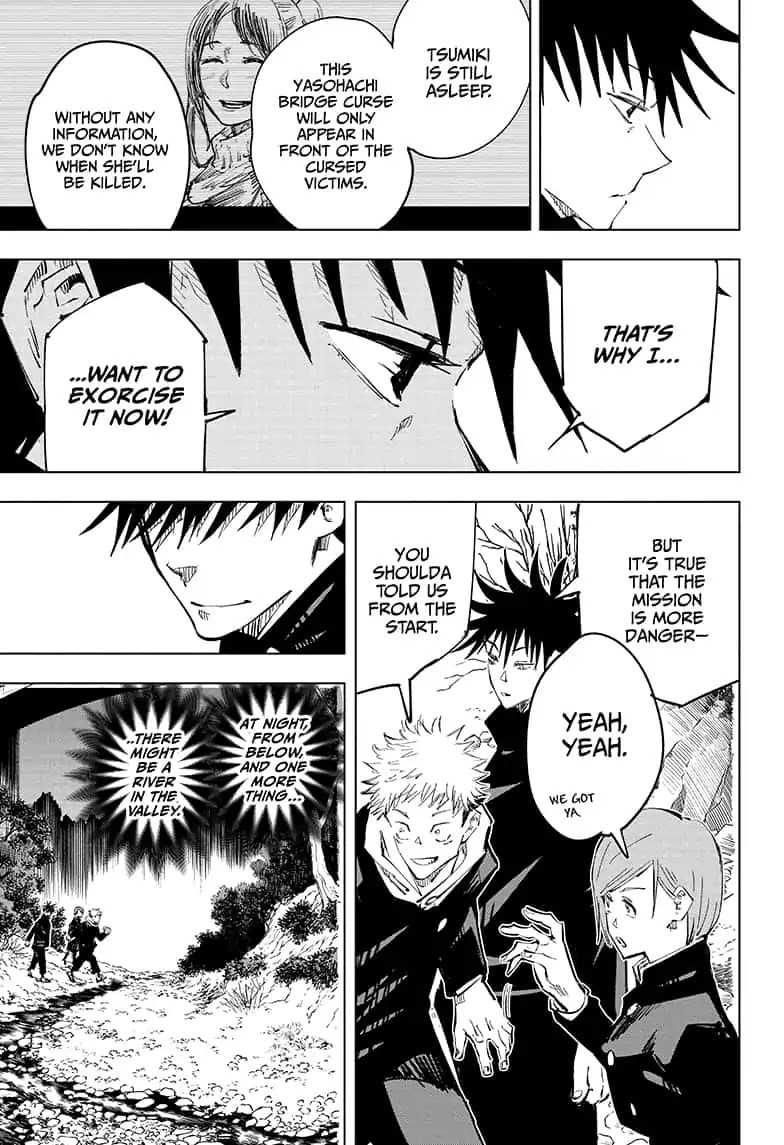 TSUMIKI
IS STILL
ASLEEP.
THIS
YASOHACHI
BRIDGE CURSE
WILL ONLY
APPEAR IN
FRONT OF THE
CURSED
VICTIMS.
WITHOUT ANY
INFORMATION,
WE DON'T KNOW
WHEN SHE'LL
BE KILLED.
THAT'S
WHY I...
...WANT TO
EXORCISE
IT NOW!
BUT
IT'S TRUE
THAT THE
MISSION
IS MORE
DANGER—
YEAH,
YEAH.
WE GOT
YA.
YOU
SHOULDA
TOLD US
FROM THE
START.
AT NIGHT,
FROM
BELOW,
AND ONE
MORE
THING...
...THERE
MIGHT
BE A
RIVER
IN THE
VALLEY.